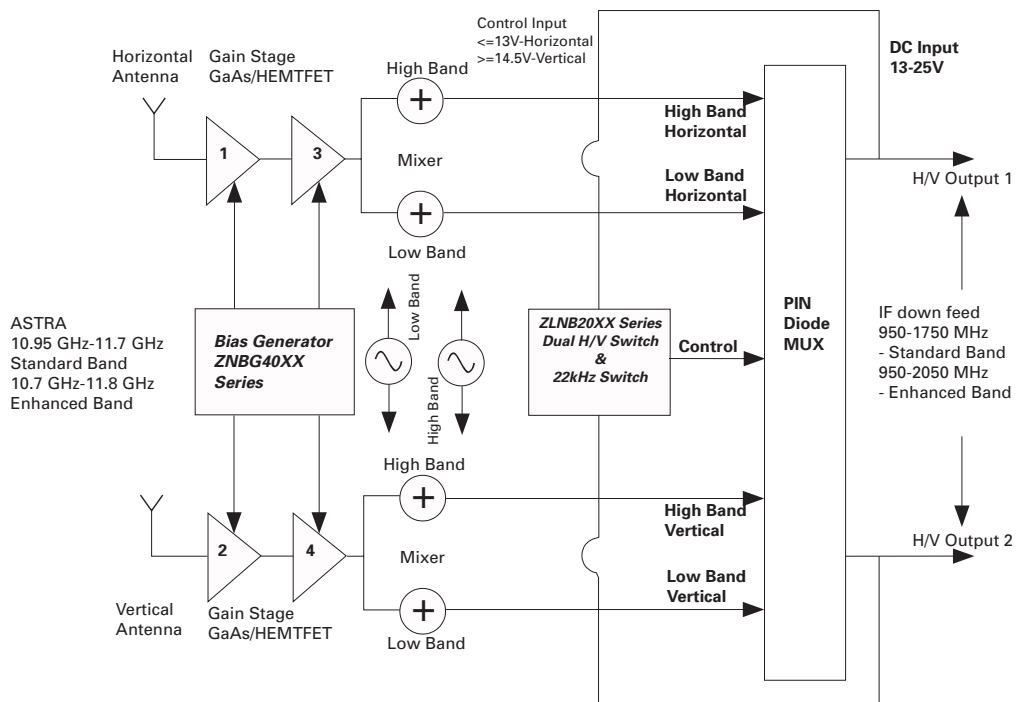 Control Input
<=13V-Horizontal
>=14.5V-Vertical
DC Input
13-25V
Horizontal
Antenna
Gain Stage
GaAs/HEMTFET
High Band
1
3
Mixer
Low Band
High Band
Horizontal
Low Band
Horizontal
H/V Output 1
ASTRA
10.95 GHz-11.7 GHz
Standard Band
10.7 GHz-11.8 GHz
Enhanced Band
Bias Generator
ZNBG40XX
Series
Low Band
High Band
ZLNB20XX Series
Dual H/V Switch
&
22kHz Switch
Control
PIN
Diode
MUX
IF down feed
950-1750 MHz
- Standard Band
950-2050 MHz
- Enhanced Band
High Band
2
4
Mixer
Low Band
High Band
Vertical
Low Band
Vertical
H/V Output 2
Vertical
Antenna
Gain Stage
GaAs/HEMTFET